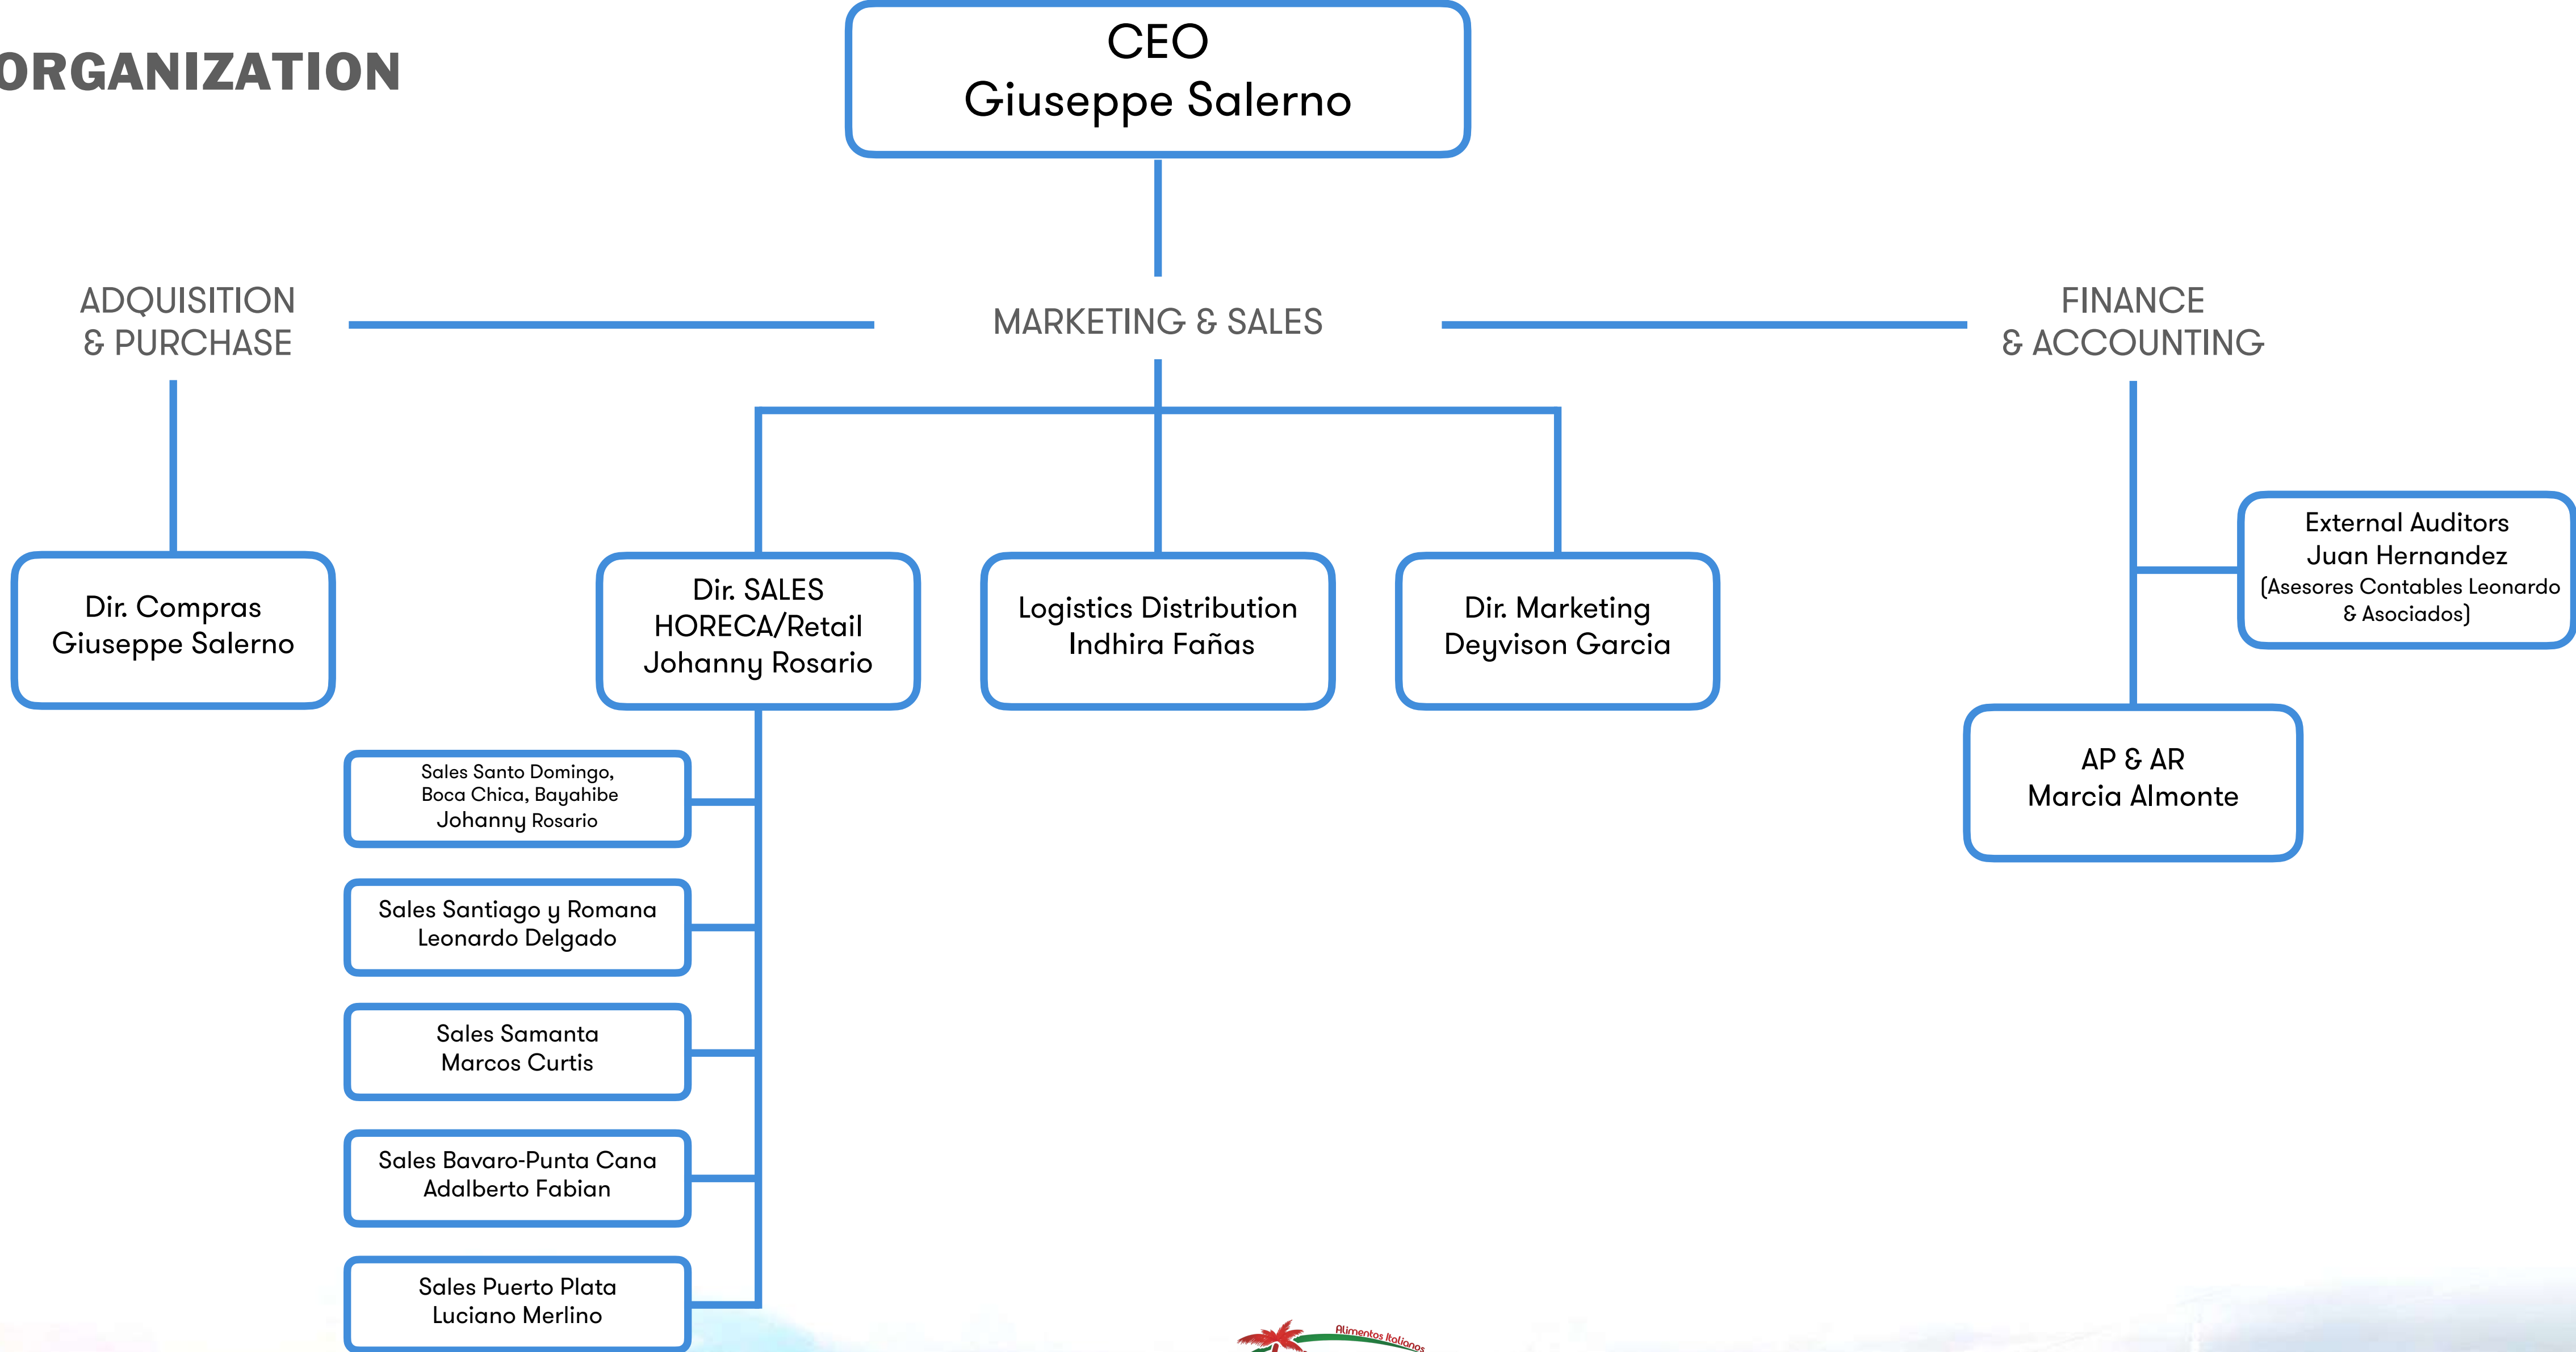 ORGANIZATION
CEO
Giuseppe Salerno
ADQUISITION
& PURCHASE
MARKETING & SALES
FINANCE
& ACCOUNTING
Dir. Compras
Giuseppe Salerno
Dir. SALES
HORECA/Retail
Johanny Rosario
Logistics Distribution
Indhira Fañas
Dir. Marketing
Deyvison Garcia
External Auditors
Juan Hernandez
(Asesores Contables Leonardo
& Asociados)
AP & AR
Marcia Almonte
Sales Santo Domingo,
Boca Chica, Bayahibe
Johanny Rosario
Sales Santiago y Romana
Leonardo Delgado
Sales Samanta
Marcos Curtis
Sales Bavaro-Punta Cana
Adalberto Fabian
Sales Puerto Plata
Luciano Merlino
Alimentos Italianos